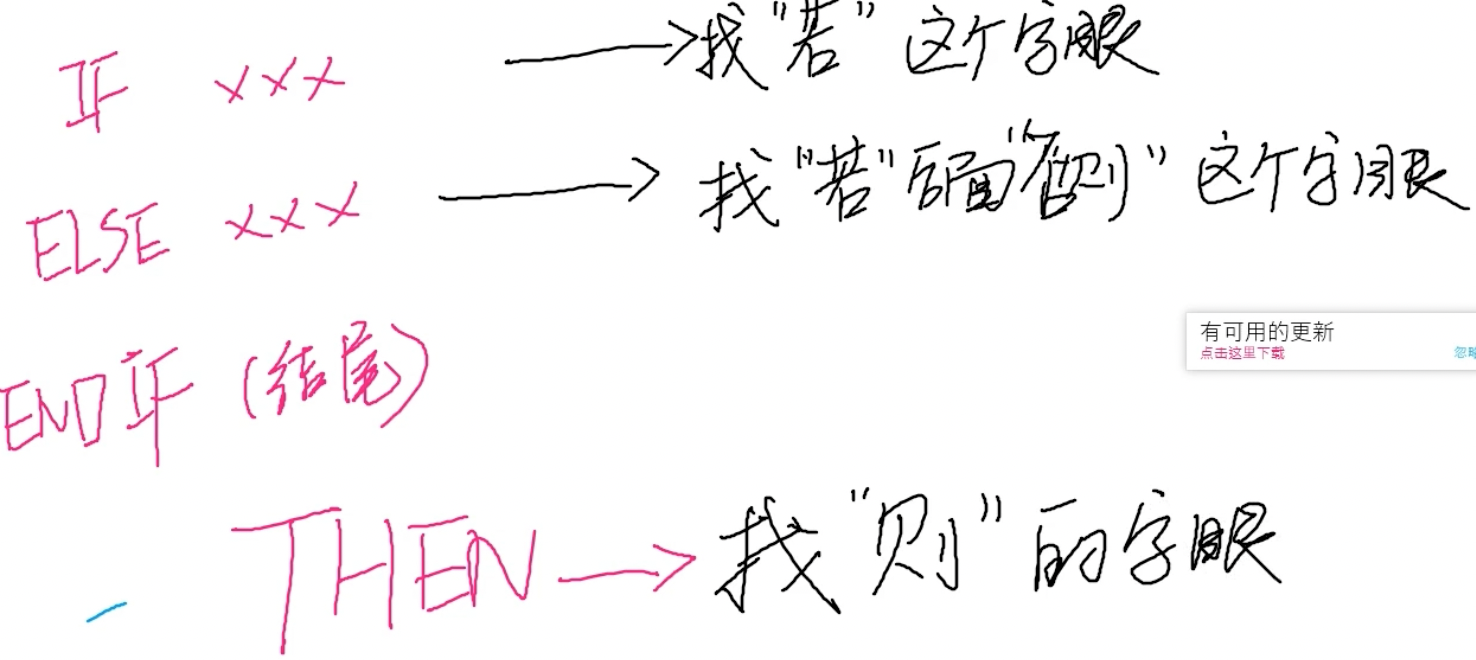 IF xxx → 找"若"这个字眼
ELSE xxx → 找"若"后面"否则"这个字眼
有可用的更新
点击这里下载
忽略
END IF (结尾)
THEN → 找"则"的字眼